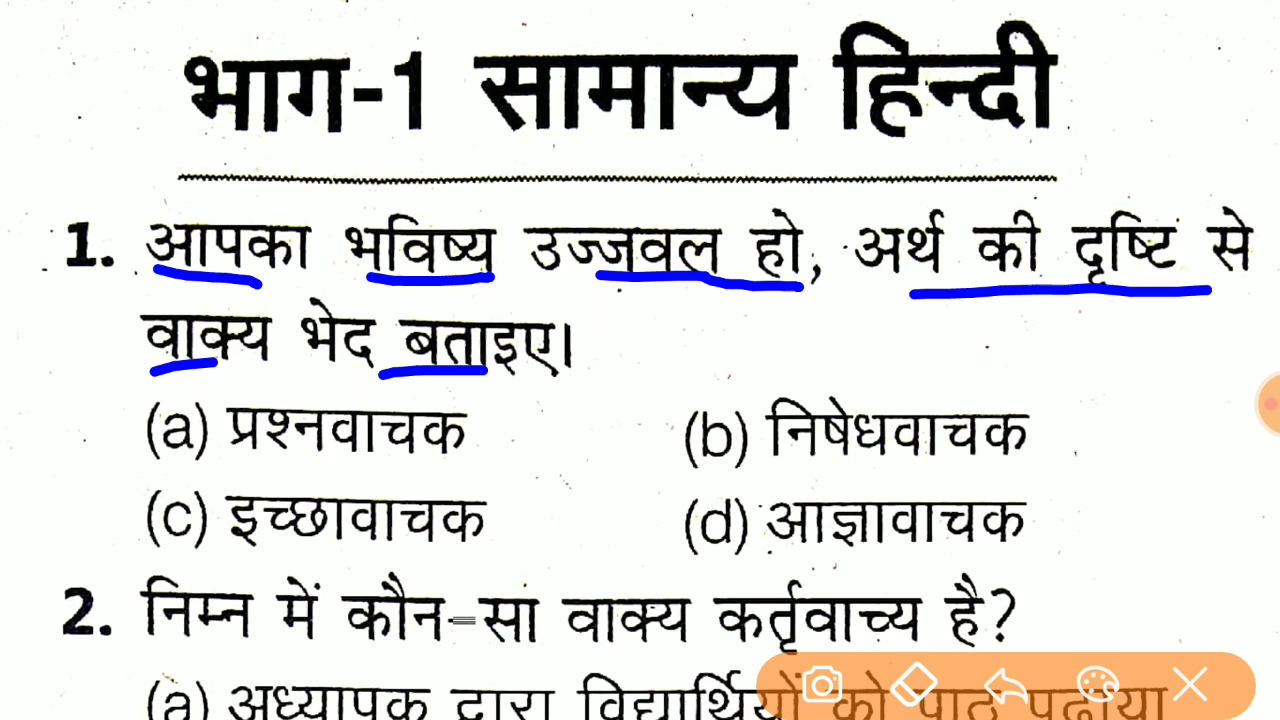 भाग-1 सामान्य हिन्दी
1. आपका भविष्य उज्जवल हो, अर्थ की दृष्टि से
वाक्य भेद बताइए।
(a) प्रश्नवाचक (b) निषेधवाचक
(c) इच्छावाचक (d) आज्ञावाचक
2. निम्न में कौन-सा वाक्य कर्तृवाच्य है?
(a) अध्यापक द्वारा विद्यार्थियों को पाठ पढ़ाया